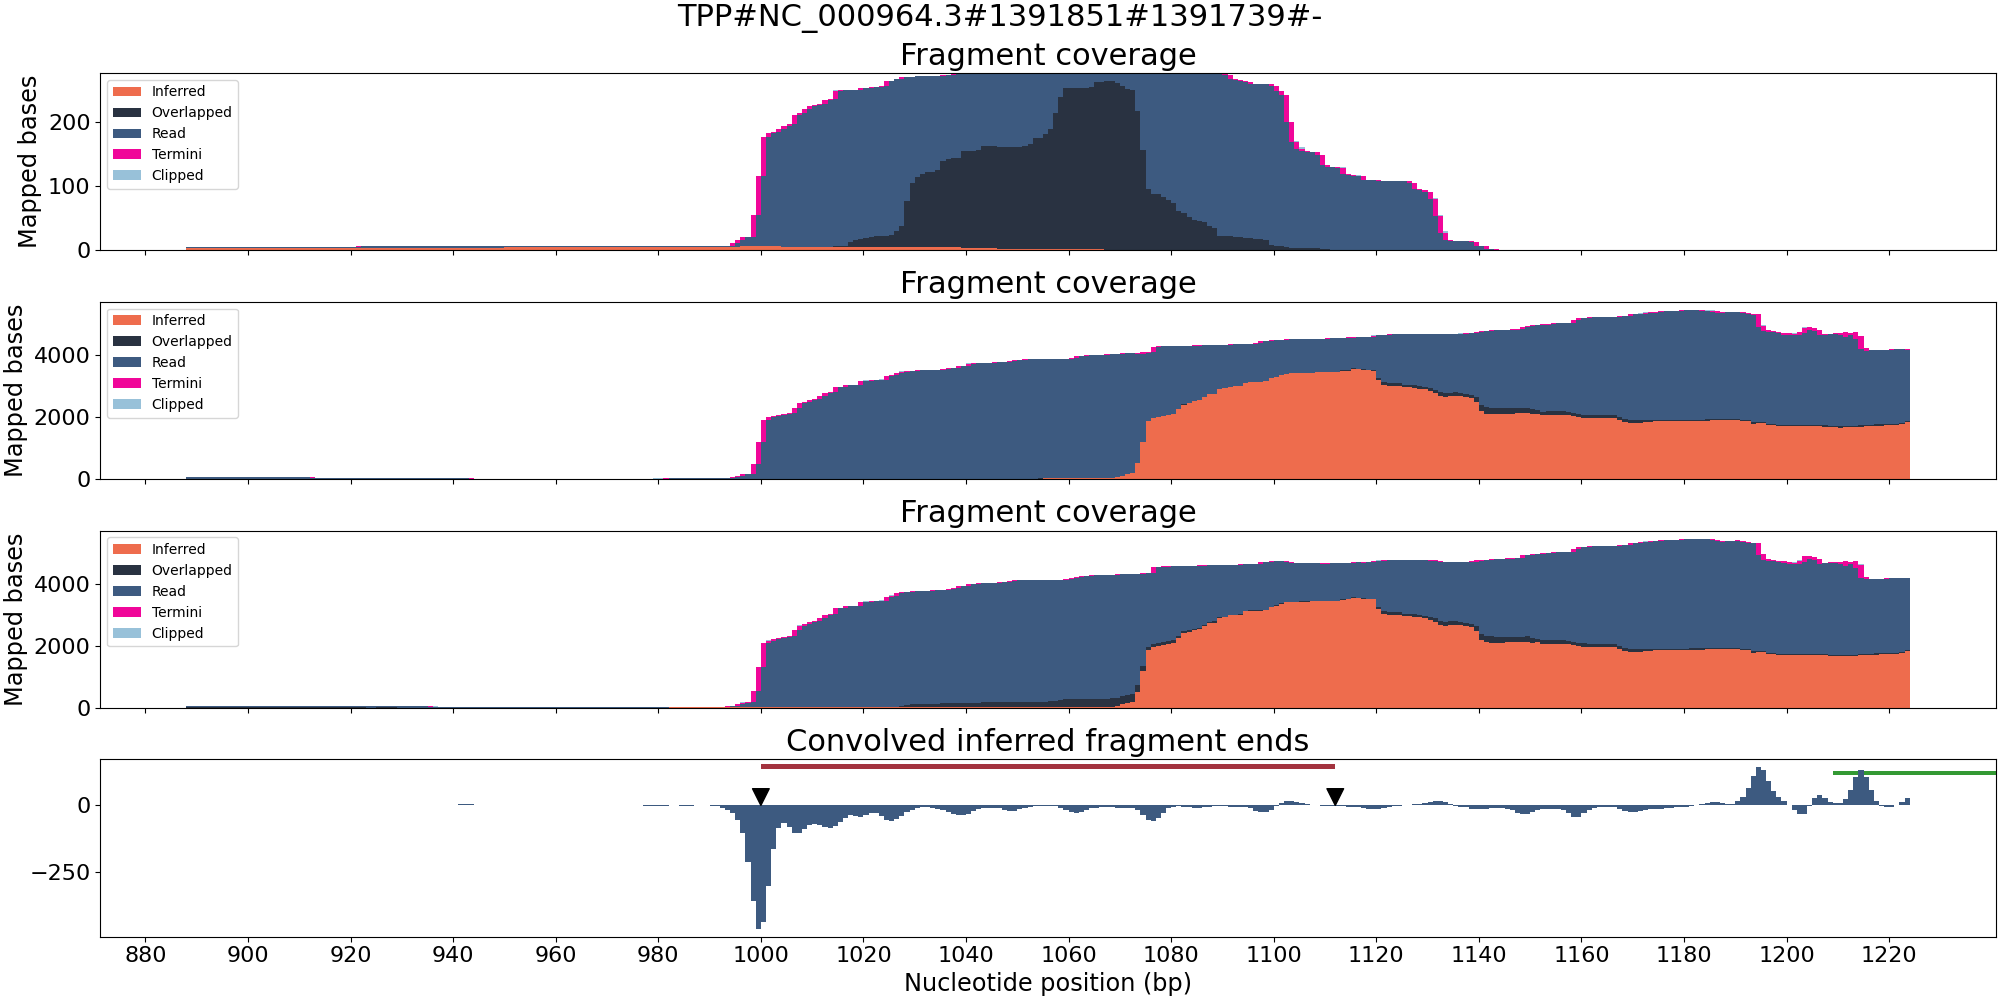 TPP#NC_000964.3#1391851#1391739#-
Fragment coverage
Mapped bases
200
100
0
Inferred
Overlapped
Read
Termini
Clipped
Fragment coverage
Mapped bases
4000
2000
0
Inferred
Overlapped
Read
Termini
Clipped
Fragment coverage
Mapped bases
4000
2000
0
Inferred
Overlapped
Read
Termini
Clipped
Convolved inferred fragment ends
0
−250
880 900 920 940 960 980 1000 1020 1040 1060 1080 1100 1120 1140 1160 1180 1200 1220
Nucleotide position (bp)